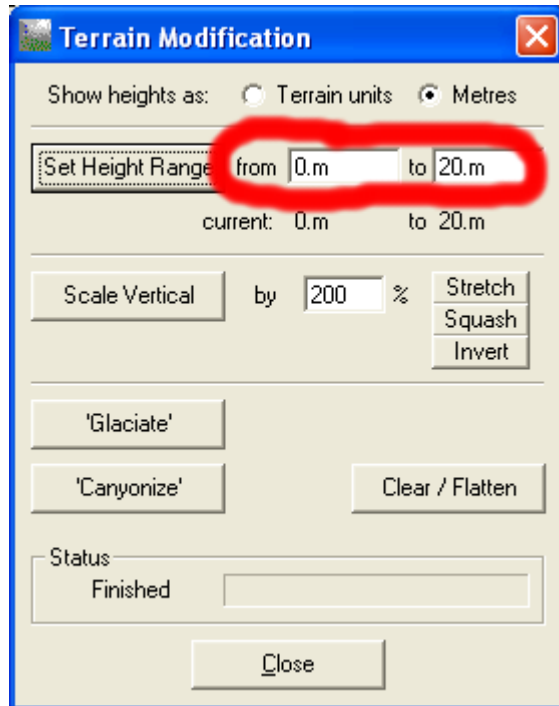 Terrain Modification
Show heights as: Terrain units Metres
Set Height Range from 0.m to 20.m
current: 0.m to 20.m
Scale Vertical by 200 % Stretch
Squash
Invert
'Glaciate'
'Canyonize' Clear / Flatten
Status
Finished
Close